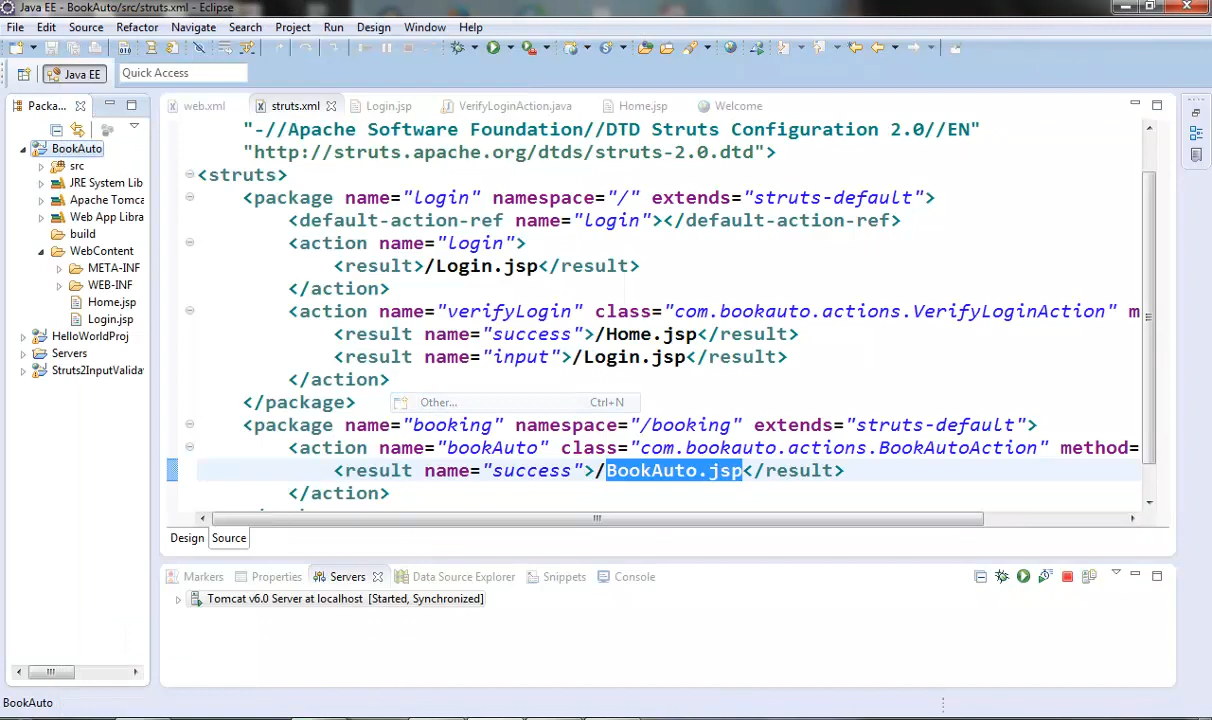 Java EE - BookAuto/src/struts.xml - Eclipse
File Edit Source Refactor Navigate Search Project Run Design Window Help
Java EE Quick Access
Packa...
BookAuto
src
JRE System Lib
Apache Tomca
Web App Libra
build
WebContent
META-INF
WEB-INF
Home.jsp
Login.jsp
HelloWorldProj
Servers
Struts2InputValida
web.xml struts.xml Login.jsp VerifyLoginAction.java Home.jsp Welcome
"-//Apache Software Foundation//DTD Struts Configuration 2.0//EN"
"http://struts.apache.org/dtds/struts-2.0.dtd">
<struts>
<package name="login" namespace="/" extends="struts-default">
<default-action-ref name="login"></default-action-ref>
<action name="login">
<result>/Login.jsp</result>
</action>
<action name="verifyLogin" class="com.bookauto.actions.VerifyLoginAction" m
<result name="success">/Home.jsp</result>
<result name="input">/Login.jsp</result>
</action>
</package>
Other... Ctrl+N
<package name="booking" namespace="/booking" extends="struts-default">
<action name="bookAuto" class="com.bookauto.actions.BookAutoAction" method=
<result name="success">/BookAuto.jsp</result>
</action>
Design Source
Markers Properties Servers Data Source Explorer Snippets Console
Tomcat v6.0 Server at localhost [Started, Synchronized]
BookAuto